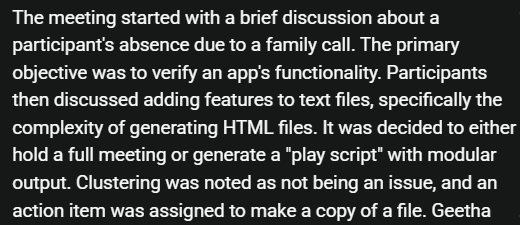 The meeting started with a brief discussion about a
participant's absence due to a family call. The primary
objective was to verify an app's functionality. Participants
then discussed adding features to text files, specifically the
complexity of generating HTML files. It was decided to either
hold a full meeting or generate a "play script" with modular
output. Clustering was noted as not being an issue, and an
action item was assigned to make a copy of a file. Geetha